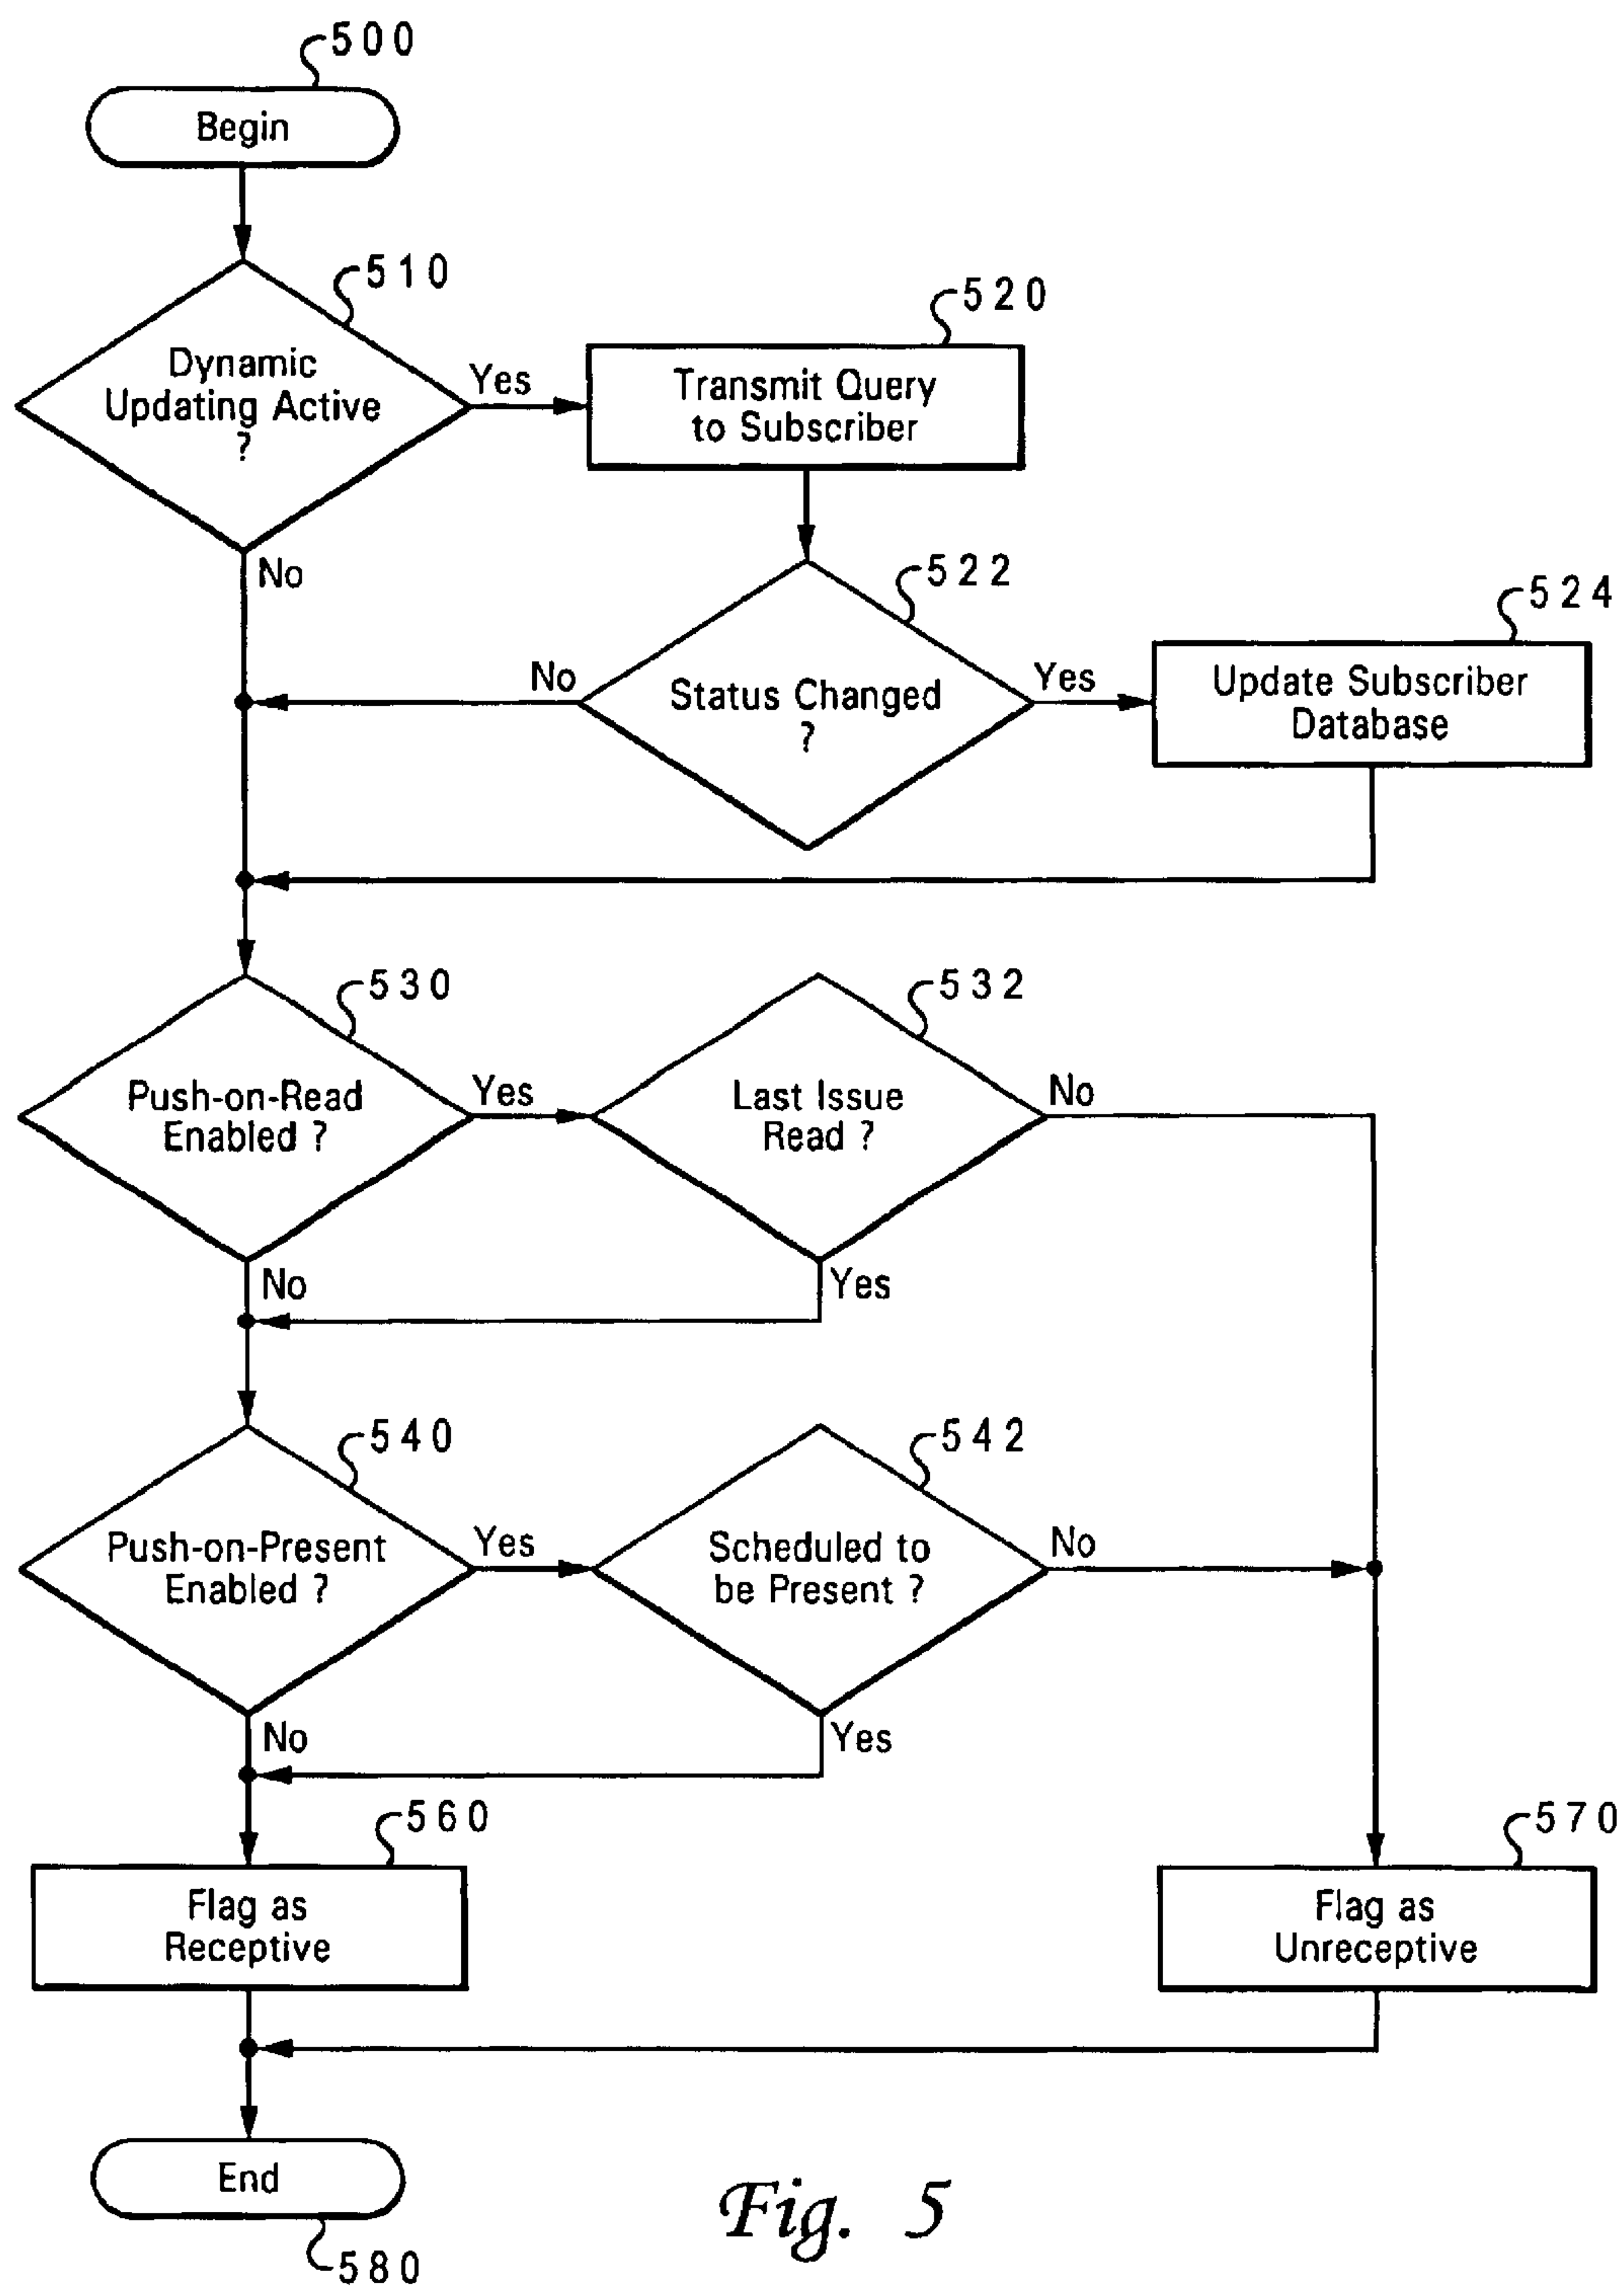 500
Begin
510
Dynamic
Updating Active
?
Yes
No
520
Transmit Query
to Subscriber
522
Status Changed
?
No
Yes
524
Update Subscriber
Database
530
Push-on-Read
Enabled ?
Yes
No
532
Last Issue
Read ?
No
Yes
540
Push-on-Present
Enabled ?
Yes
No
542
Scheduled to
be Present ?
No
Yes
560
Flag as
Receptive
570
Flag as
Unreceptive
End
580
Fig. 5